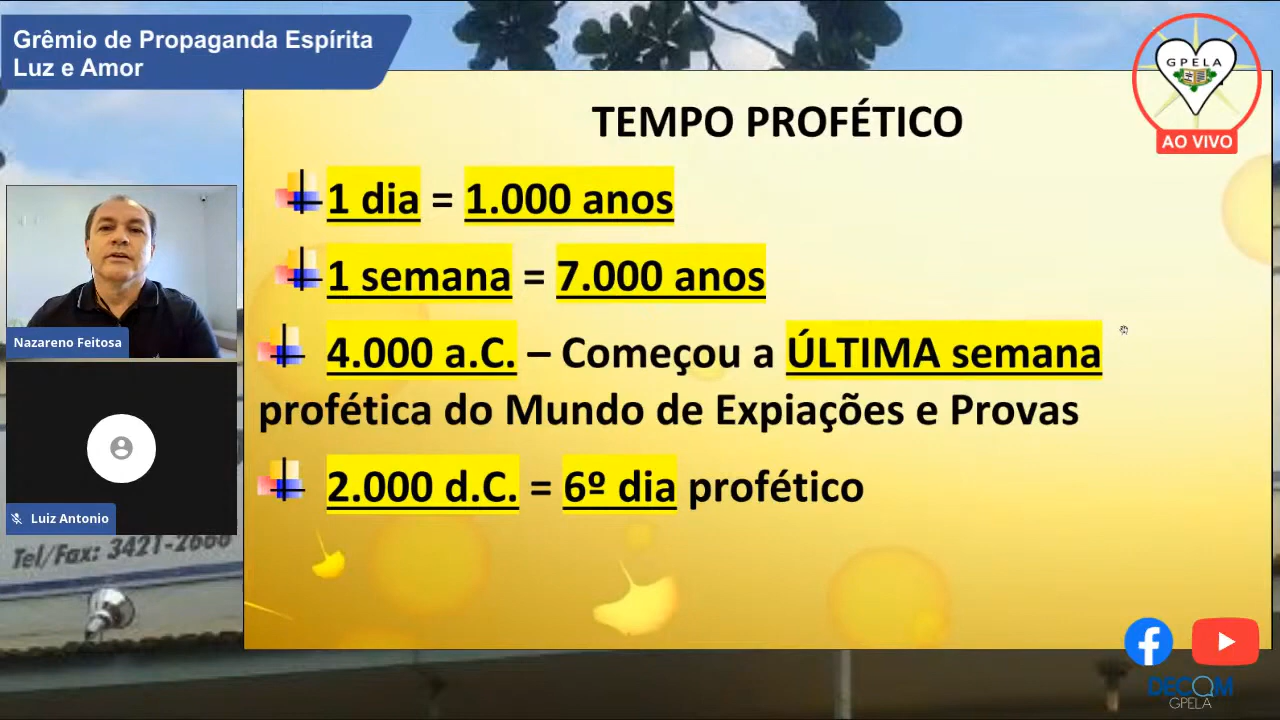 Grêmio de Propaganda Espírita
Luz e Amor
GPELA
AO VIVO
TEMPO PROFÉTICO
1 dia = 1.000 anos
1 semana = 7.000 anos
4.000 a.C. – Começou a ÚLTIMA semana
profética do Mundo de Expiações e Provas
2.000 d.C. = 6º dia profético
Nazareno Feitosa
Luiz Antonio
Tel/Fax: 3421-2668
DECOM
GPELA